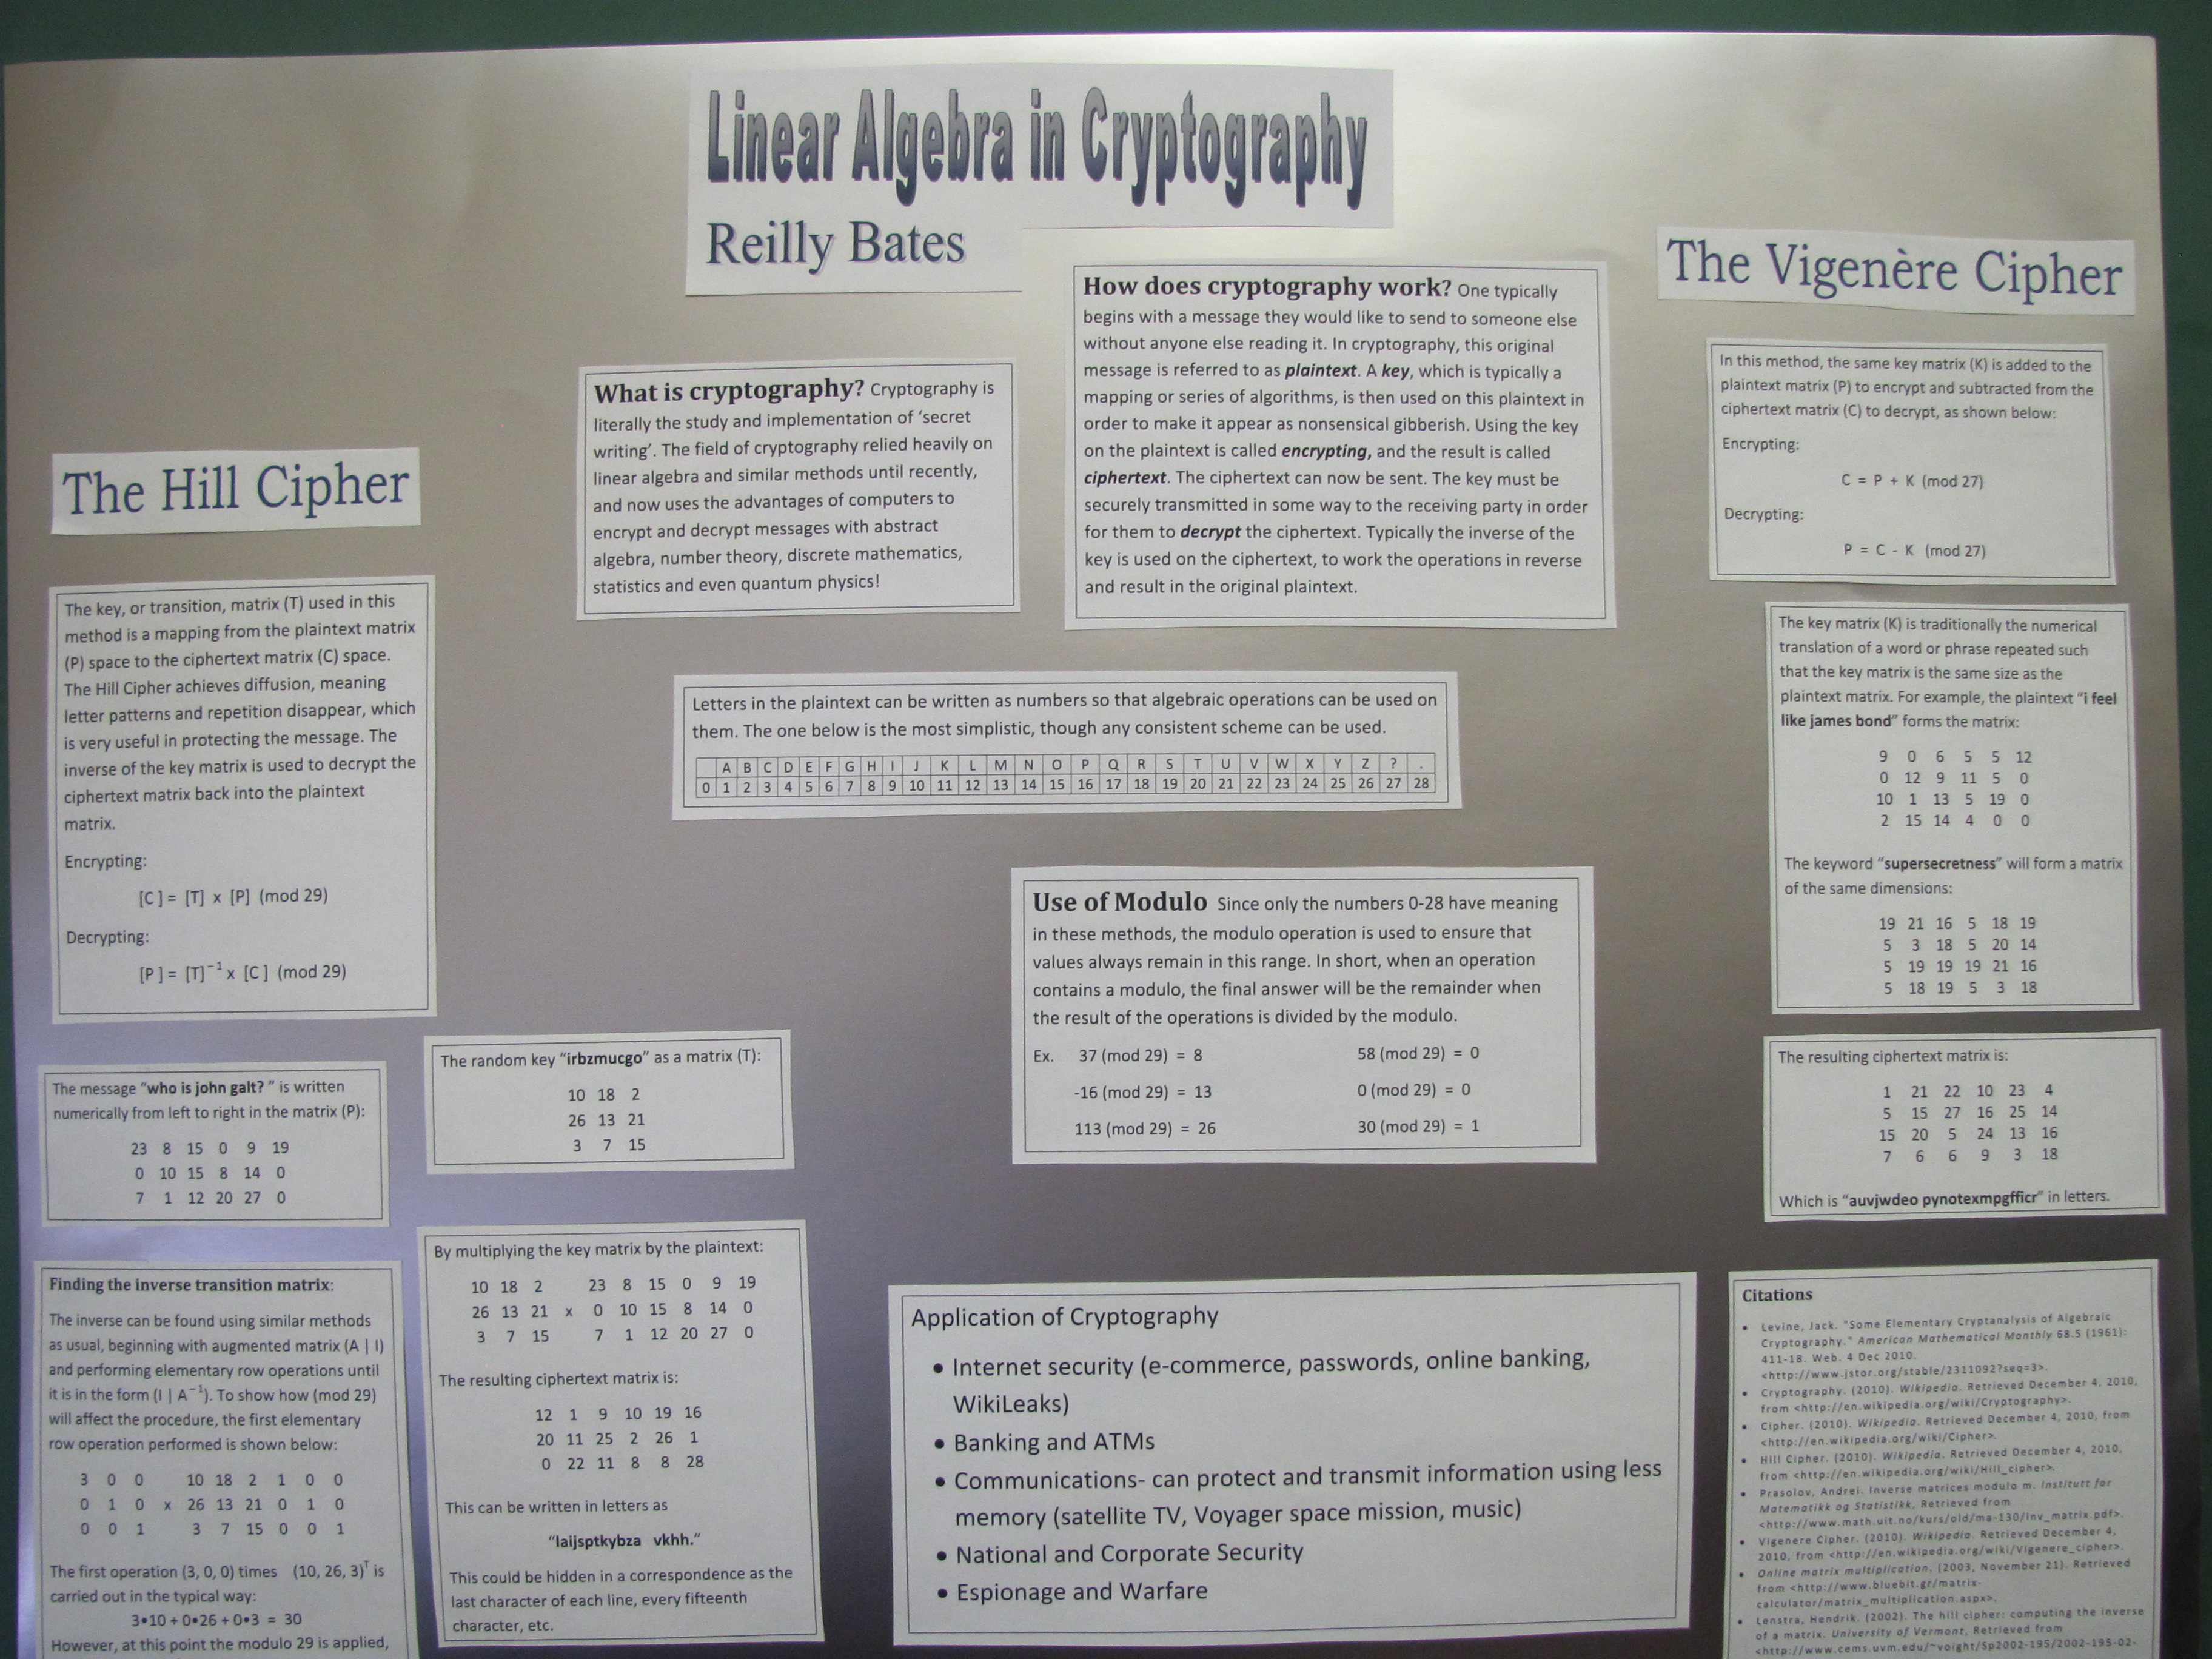 Linear Algebra in Cryptography
Reilly Bates
What is cryptography? Cryptography is
literally the study and implementation of ‘secret
writing’. The field of cryptography relied heavily on
linear algebra and similar methods until recently,
and now uses the advantages of computers to
encrypt and decrypt messages with abstract
algebra, number theory, discrete mathematics,
statistics and even quantum physics!
How does cryptography work? One typically
begins with a message they would like to send to someone else
without anyone else reading it. In cryptography, this original
message is referred to as plaintext. A key, which is typically a
mapping or series of algorithms, is then used on this plaintext in
order to make it appear as nonsensical gibberish. Using the key
on the plaintext is called encrypting, and the result is called
ciphertext. The ciphertext can now be sent. The key must be
securely transmitted in some way to the receiving party in order
for them to decrypt the ciphertext. Typically the inverse of the
key is used on the ciphertext, to work the operations in reverse
and result in the original plaintext.
Letters in the plaintext can be written as numbers so that algebraic operations can be used on
them. The one below is the most simplistic, though any consistent scheme can be used.
A B C D E F G H I J K L M N O P Q R S T U V W X Y Z ? .
0 1 2 3 4 5 6 7 8 9 10 11 12 13 14 15 16 17 18 19 20 21 22 23 24 25 26 27 28
Use of Modulo Since only the numbers 0-28 have meaning
in these methods, the modulo operation is used to ensure that
values always remain in this range. In short, when an operation
contains a modulo, the final answer will be the remainder when
the result of the operations is divided by the modulo.
Ex. 37 (mod 29) = 8 58 (mod 29) = 0
-16 (mod 29) = 13 0 (mod 29) = 0
113 (mod 29) = 26 30 (mod 29) = 1
The Hill Cipher
The key, or transition, matrix (T) used in this
method is a mapping from the plaintext matrix
(P) space to the ciphertext matrix (C) space.
The Hill Cipher achieves diffusion, meaning
letter patterns and repetition disappear, which
is very useful in protecting the message. The
inverse of the key matrix is used to decrypt the
ciphertext matrix back into the plaintext
matrix.
Encrypting:
[C] = [T] x [P] (mod 29)
Decrypting:
[P] = [T]⁻¹ x [C] (mod 29)
The message “who is john galt? ” is written
numerically from left to right in the matrix (P):
23 8 15 0 9 19
0 10 15 8 14 0
7 1 12 20 27 0
The random key “irbzmucgo” as a matrix (T):
10 18 2
26 13 21
3 7 15
Finding the inverse transition matrix:
The inverse can be found using similar methods
as usual, beginning with augmented matrix (A | I)
and performing elementary row operations until
it is in the form (I | A⁻¹). To show how (mod 29)
will affect the procedure, the first elementary
row operation performed is shown below:
3 0 0 10 18 2 1 0 0
0 1 0 x 26 13 21 0 1 0
0 0 1 3 7 15 0 0 1
The first operation (3, 0, 0) times (10, 26, 3)ᵀ is
carried out in the typical way:
3•10 + 0•26 + 0•3 = 30
However, at this point the modulo 29 is applied,
By multiplying the key matrix by the plaintext:
10 18 2 23 8 15 0 9 19
26 13 21 x 0 10 15 8 14 0
3 7 15 7 1 12 20 27 0
The resulting ciphertext matrix is:
12 1 9 10 19 16
20 11 25 2 26 1
0 22 11 8 8 28
This can be written in letters as
“laijsptkybza vkhh.”
This could be hidden in a correspondence as the
last character of each line, every fifteenth
character, etc.
Application of Cryptography
• Internet security (e-commerce, passwords, online banking,
WikiLeaks)
• Banking and ATMs
• Communications- can protect and transmit information using less
memory (satellite TV, Voyager space mission, music)
• National and Corporate Security
• Espionage and Warfare
The Vigenère Cipher
In this method, the same key matrix (K) is added to the
plaintext matrix (P) to encrypt and subtracted from the
ciphertext matrix (C) to decrypt, as shown below:
Encrypting:
C = P + K (mod 27)
Decrypting:
P = C - K (mod 27)
The key matrix (K) is traditionally the numerical
translation of a word or phrase repeated such
that the key matrix is the same size as the
plaintext matrix. For example, the plaintext “i feel
like james bond” forms the matrix:
9 0 6 5 5 12
0 12 9 11 5 0
10 1 13 5 19 0
2 15 14 4 0 0
The keyword “supersecretness” will form a matrix
of the same dimensions:
19 21 16 5 18 19
5 3 18 5 20 14
5 19 19 19 21 16
5 18 19 5 3 18
The resulting ciphertext matrix is:
1 21 22 10 23 4
5 15 27 16 25 14
15 20 5 24 13 16
7 6 6 9 3 18
Which is “auvjwdeo pynotexmpgfficr” in letters.
Citations
• Levine, Jack. "Some Elementary Cryptanalysis of Algebraic
Cryptography." American Mathematical Monthly 68.5 (1961):
411-18. Web. 4 Dec 2010.
<http://www.jstor.org/stable/2311092?seq=3>.
• Cryptography. (2010). Wikipedia. Retrieved December 4, 2010,
from <http://en.wikipedia.org/wiki/Cryptography>.
• Cipher. (2010). Wikipedia. Retrieved December 4, 2010, from
<http://en.wikipedia.org/wiki/Cipher>.
• Hill Cipher. (2010). Wikipedia. Retrieved December 4, 2010,
from <http://en.wikipedia.org/wiki/Hill_cipher>.
• Prasolov, Andrei. Inverse matrices modulo m. Institutt for
Matematikk og Statistikk, Retrieved from
<http://www.math.uit.no/kurs/old/ma-130/inv_matrix.pdf>.
• Vigenere Cipher. (2010). Wikipedia. Retrieved December 4,
2010, from <http://en.wikipedia.org/wiki/Vigenere_cipher>.
• Online matrix multiplication. (2003, November 21). Retrieved
from <http://www.bluebit.gr/matrix-
calculator/matrix_multiplication.aspx>.
• Lenstra, Hendrik. (2002). The hill cipher: computing the inverse
of a matrix. University of Vermont, Retrieved from
<http://www.cems.uvm.edu/~voight/Sp2002-195/2002-195-02-